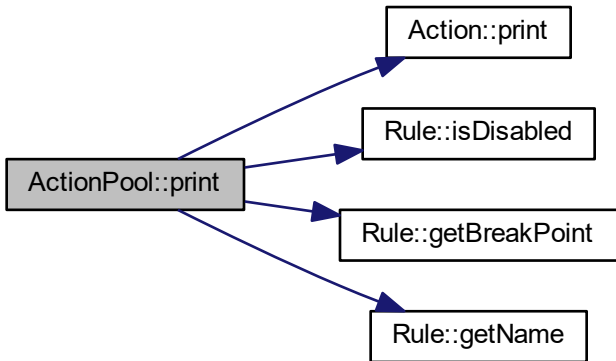 Action::print
Rule::isDisabled
ActionPool::print
Rule::getBreakPoint
Rule::getName